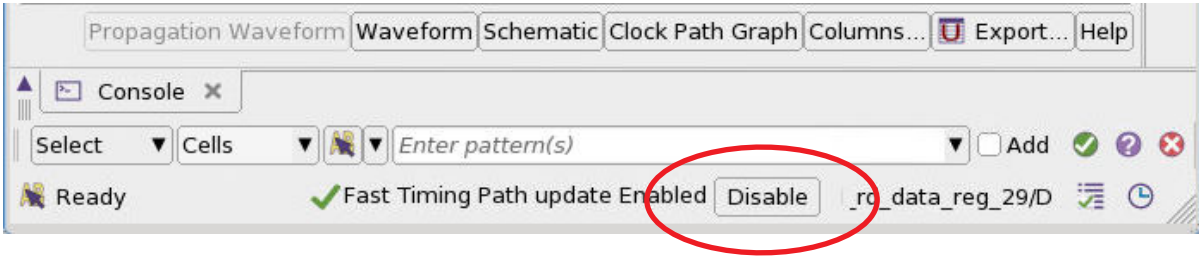 Propagation Waveform Waveform Schematic Clock Path Graph Columns... Export... Help
Console
Select Cells Enter pattern(s) Add
Ready Fast Timing Path update Enabled Disable _rd_data_reg_29/D